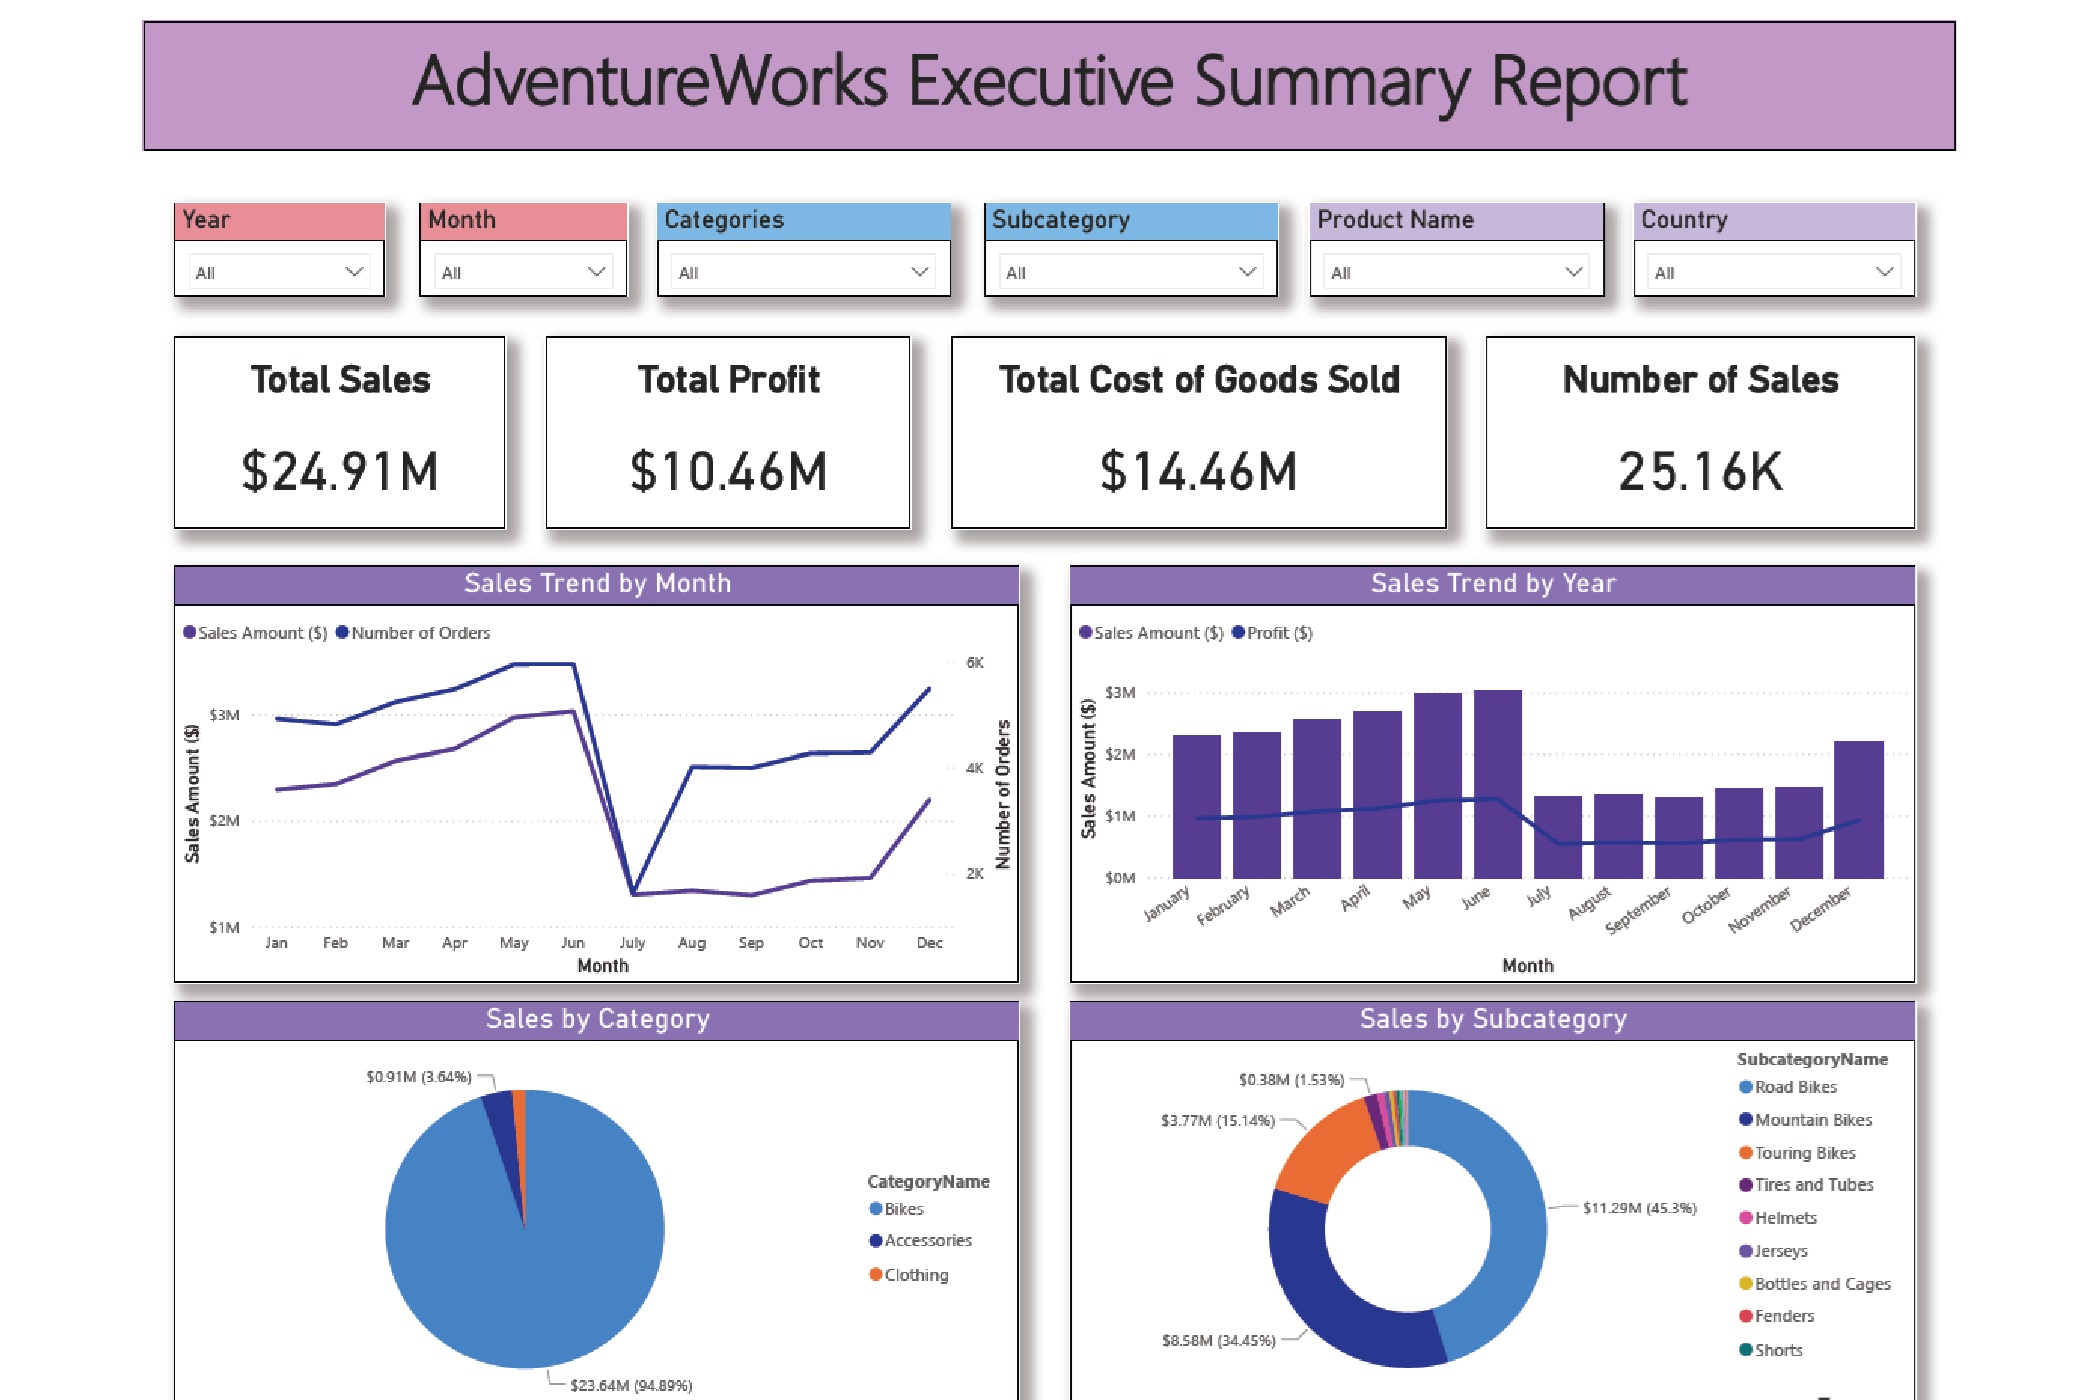 AdventureWorks Executive Summary Report
Year
Month
Categories
Subcategory
Product Name
Country
All
All
All
All
All
All
Total Sales
Total Profit
Total Cost of Goods Sold
Number of Sales
$24.91M
$10.46M
$14.46M
25.16K
Sales Trend by Month
Sales Amount ($)
Number of Orders
6K
$3M
4K
$2M
2K
$1M
Sales Amount ($)
Number of Orders
Jan
Feb
Mar
Apr
May
Jun
July
Aug
Sep
Oct
Nov
Dec
Month
Sales Trend by Year
Sales Amount ($)
Profit ($)
$3M
$2M
$1M
$0M
Sales Amount ($)
January
February
March
April
May
June
July
August
September
October
November
December
Month
Sales by Category
$0.91M (3.64%)
$23.64M (94.89%)
CategoryName
Bikes
Accessories
Clothing
Sales by Subcategory
$0.38M (1.53%)
$3.77M (15.14%)
$11.29M (45.3%)
$8.58M (34.45%)
SubcategoryName
Road Bikes
Mountain Bikes
Touring Bikes
Tires and Tubes
Helmets
Jerseys
Bottles and Cages
Fenders
Shorts